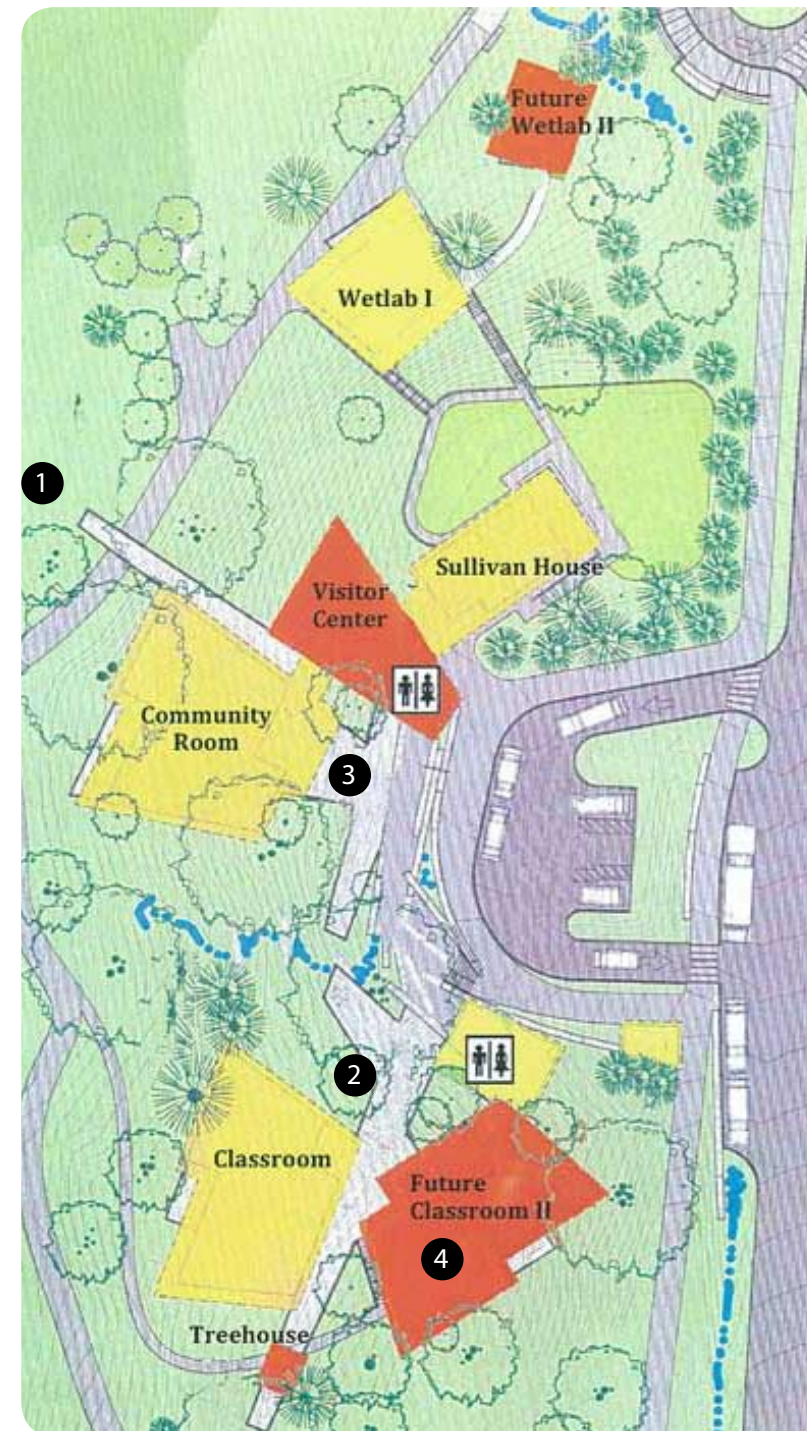 Future
Wetlab II
Wetlab I
1
Sullivan House
Visitor
Center
Community
Room
3
2
Classroom
Future
Classroom II
4
Treehouse